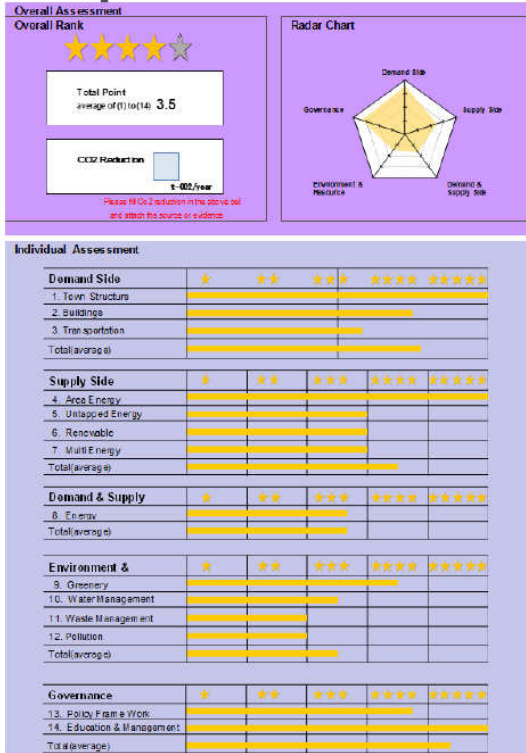 Overall Assessment
Overall Rank
Radar Chart
Total Point
average of (1) to (14) 3.5
CO2 Reduction
t-CO2/year
Please fill Co2 reduction in the above cell
and attach the source or evidence
Demand Side
Governance
Supply Side
Environment &
Resource
Demand &
Supply Side
Individual Assessment
Demand Side
1. Town Structure
2. Buildings
3. Transportation
Total(average)
Supply Side
4. Area Energy
5. Untapped Energy
6. Renewable
7. Multi Energy
Total(average)
Demand & Supply
8. Energy
Total(average)
Environment &
9. Greenery
10. Water Management
11. Waste Management
12. Pollution
Total(average)
Governance
13. Policy Frame Work
14. Education & Management
Total(average)